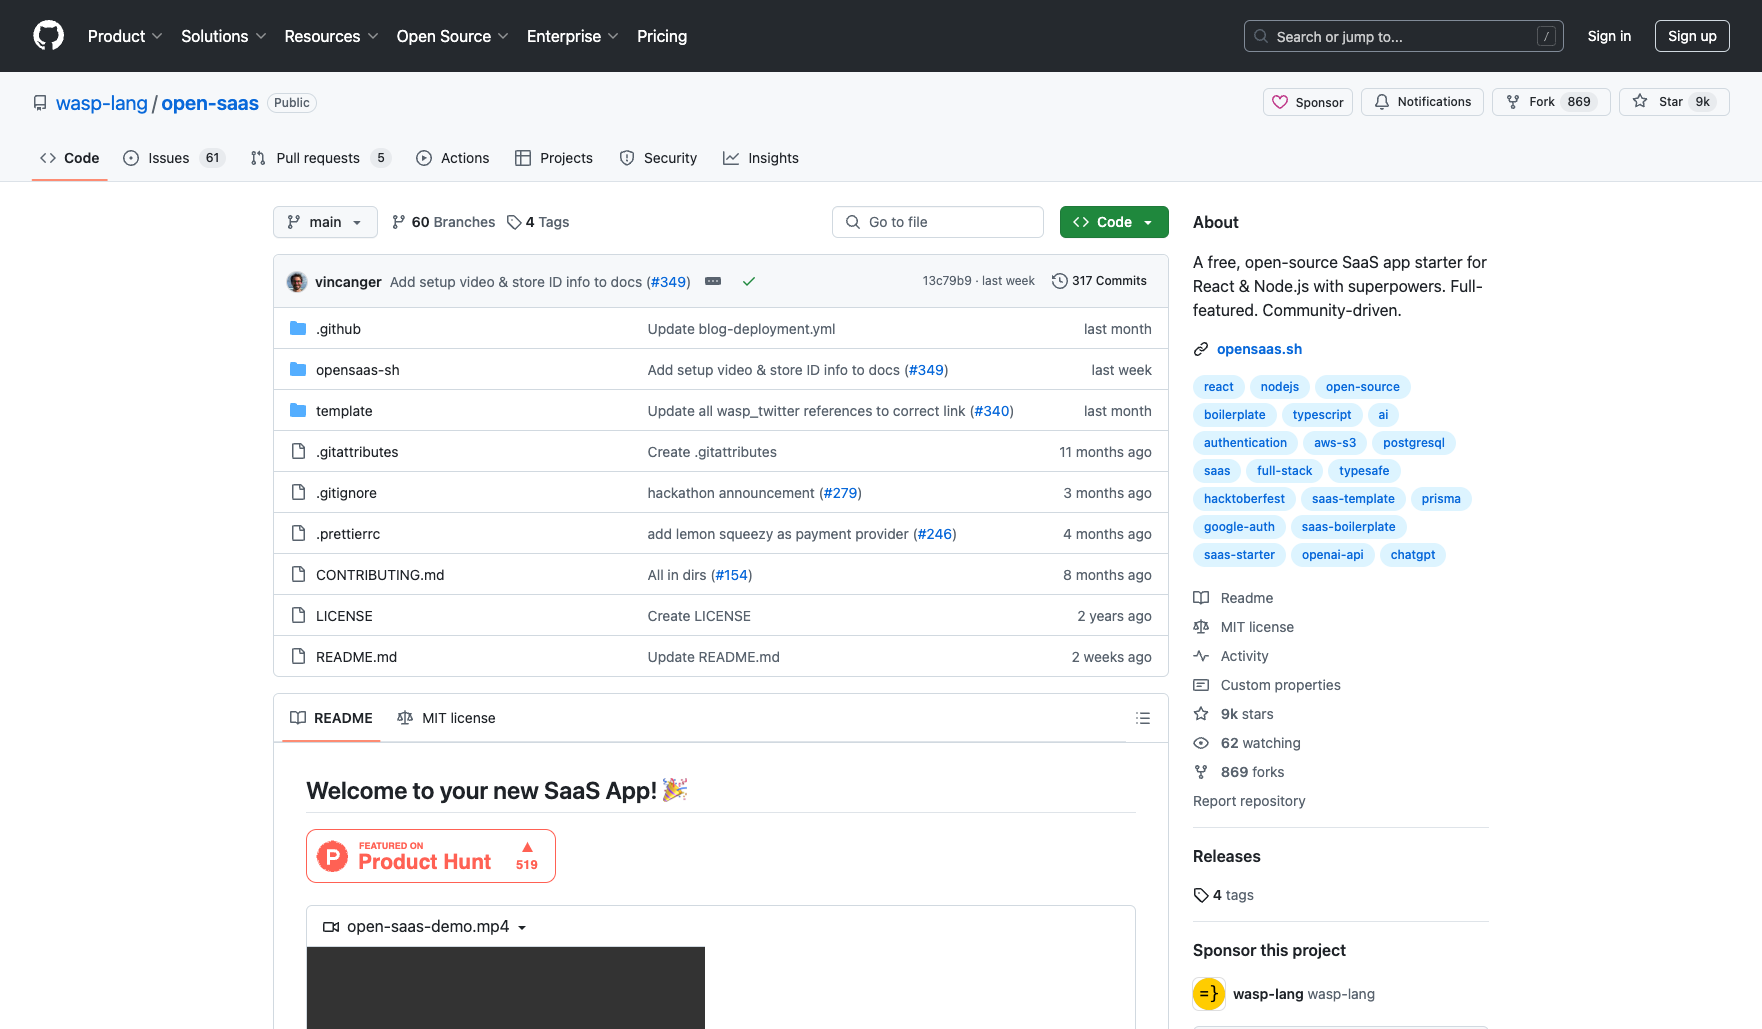 Product Solutions Resources Open Source Enterprise Pricing Search or jump to... / Sign in Sign up
wasp-lang / open-saas Public Sponsor Notifications Fork 869 Star 9k
Code Issues 61 Pull requests 5 Actions Projects Security Insights
main 60 Branches 4 Tags Go to file Code
vincanger Add setup video & store ID info to docs (#349) 13c79b9 · last week 317 Commits
.github Update blog-deployment.yml last month
opensaas-sh Add setup video & store ID info to docs (#349) last week
template Update all wasp_twitter references to correct link (#340) last month
.gitattributes Create .gitattributes 11 months ago
.gitignore hackathon announcement (#279) 3 months ago
.prettierrc add lemon squeezy as payment provider (#246) 4 months ago
CONTRIBUTING.md All in dirs (#154) 8 months ago
LICENSE Create LICENSE 2 years ago
README.md Update README.md 2 weeks ago
README MIT license
Welcome to your new SaaS App! 🎉
P FEATURED ON
Product Hunt ▲ 519
open-saas-demo.mp4
About
A free, open-source SaaS app starter for
React & Node.js with superpowers. Full-
featured. Community-driven.
opensaas.sh
react nodejs open-source
boilerplate typescript ai
authentication aws-s3 postgresql
saas full-stack typesafe
hacktoberfest saas-template prisma
google-auth saas-boilerplate
saas-starter openai-api chatgpt
Readme
MIT license
Activity
Custom properties
9k stars
62 watching
869 forks
Report repository
Releases
4 tags
Sponsor this project
=} wasp-lang wasp-lang